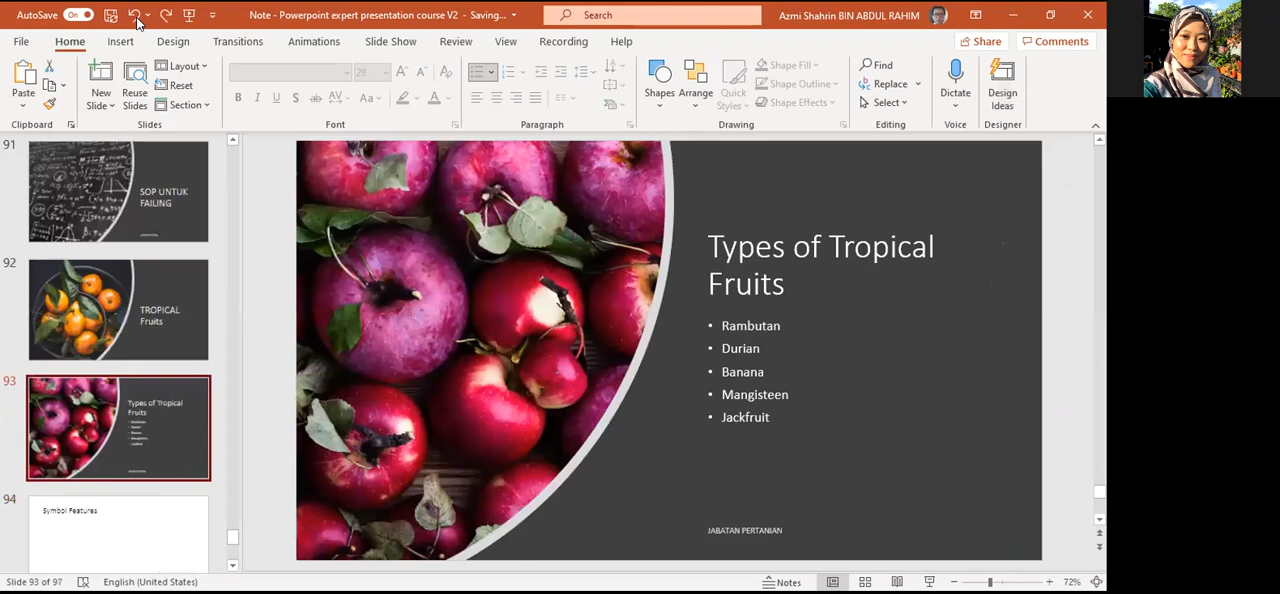 AutoSave On Note - Powerpoint expert presentation course V2 - Saving... Search Azmi Shahrin BIN ABDUL RAHIM
File Home Insert Design Transitions Animations Slide Show Review View Recording Help Share Comments
Paste New Slide Reuse Slides Layout Reset Section
28
B I U S ab AV Aa A
Shapes Arrange Quick Styles Shape Fill Shape Outline Shape Effects
Find Replace Select
Dictate Design Ideas
Clipboard Slides Font Paragraph Drawing Editing Voice Designer
91
SOP UNTUK
FAILING
92
TROPICAL
Fruits
93
Types of Tropical
Fruits
94
Symbol Features
Types of Tropical
Fruits
• Rambutan
• Durian
• Banana
• Mangisteen
• Jackfruit
JABATAN PERTANIAN
Slide 93 of 97 English (United States) Notes 72%